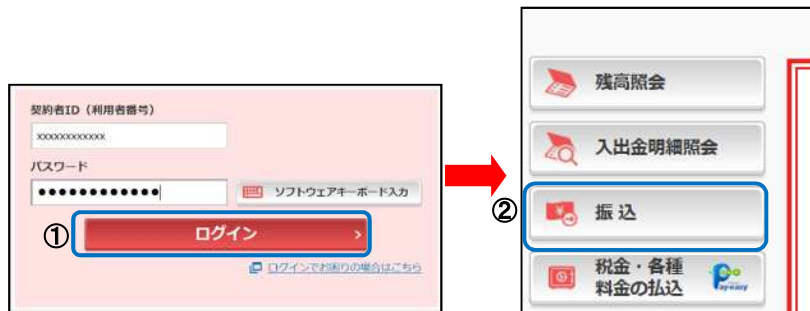 契約者ID（利用者番号）
xxxxxxxxxxxx
パスワード
●●●●●●●●●●●●
ソフトウェアキーボード入力
①
ログイン
ログインでお困りの場合はこちら
残高照会
入出金明細照会
②
振込
税金・各種
料金の払込
Pay-easy